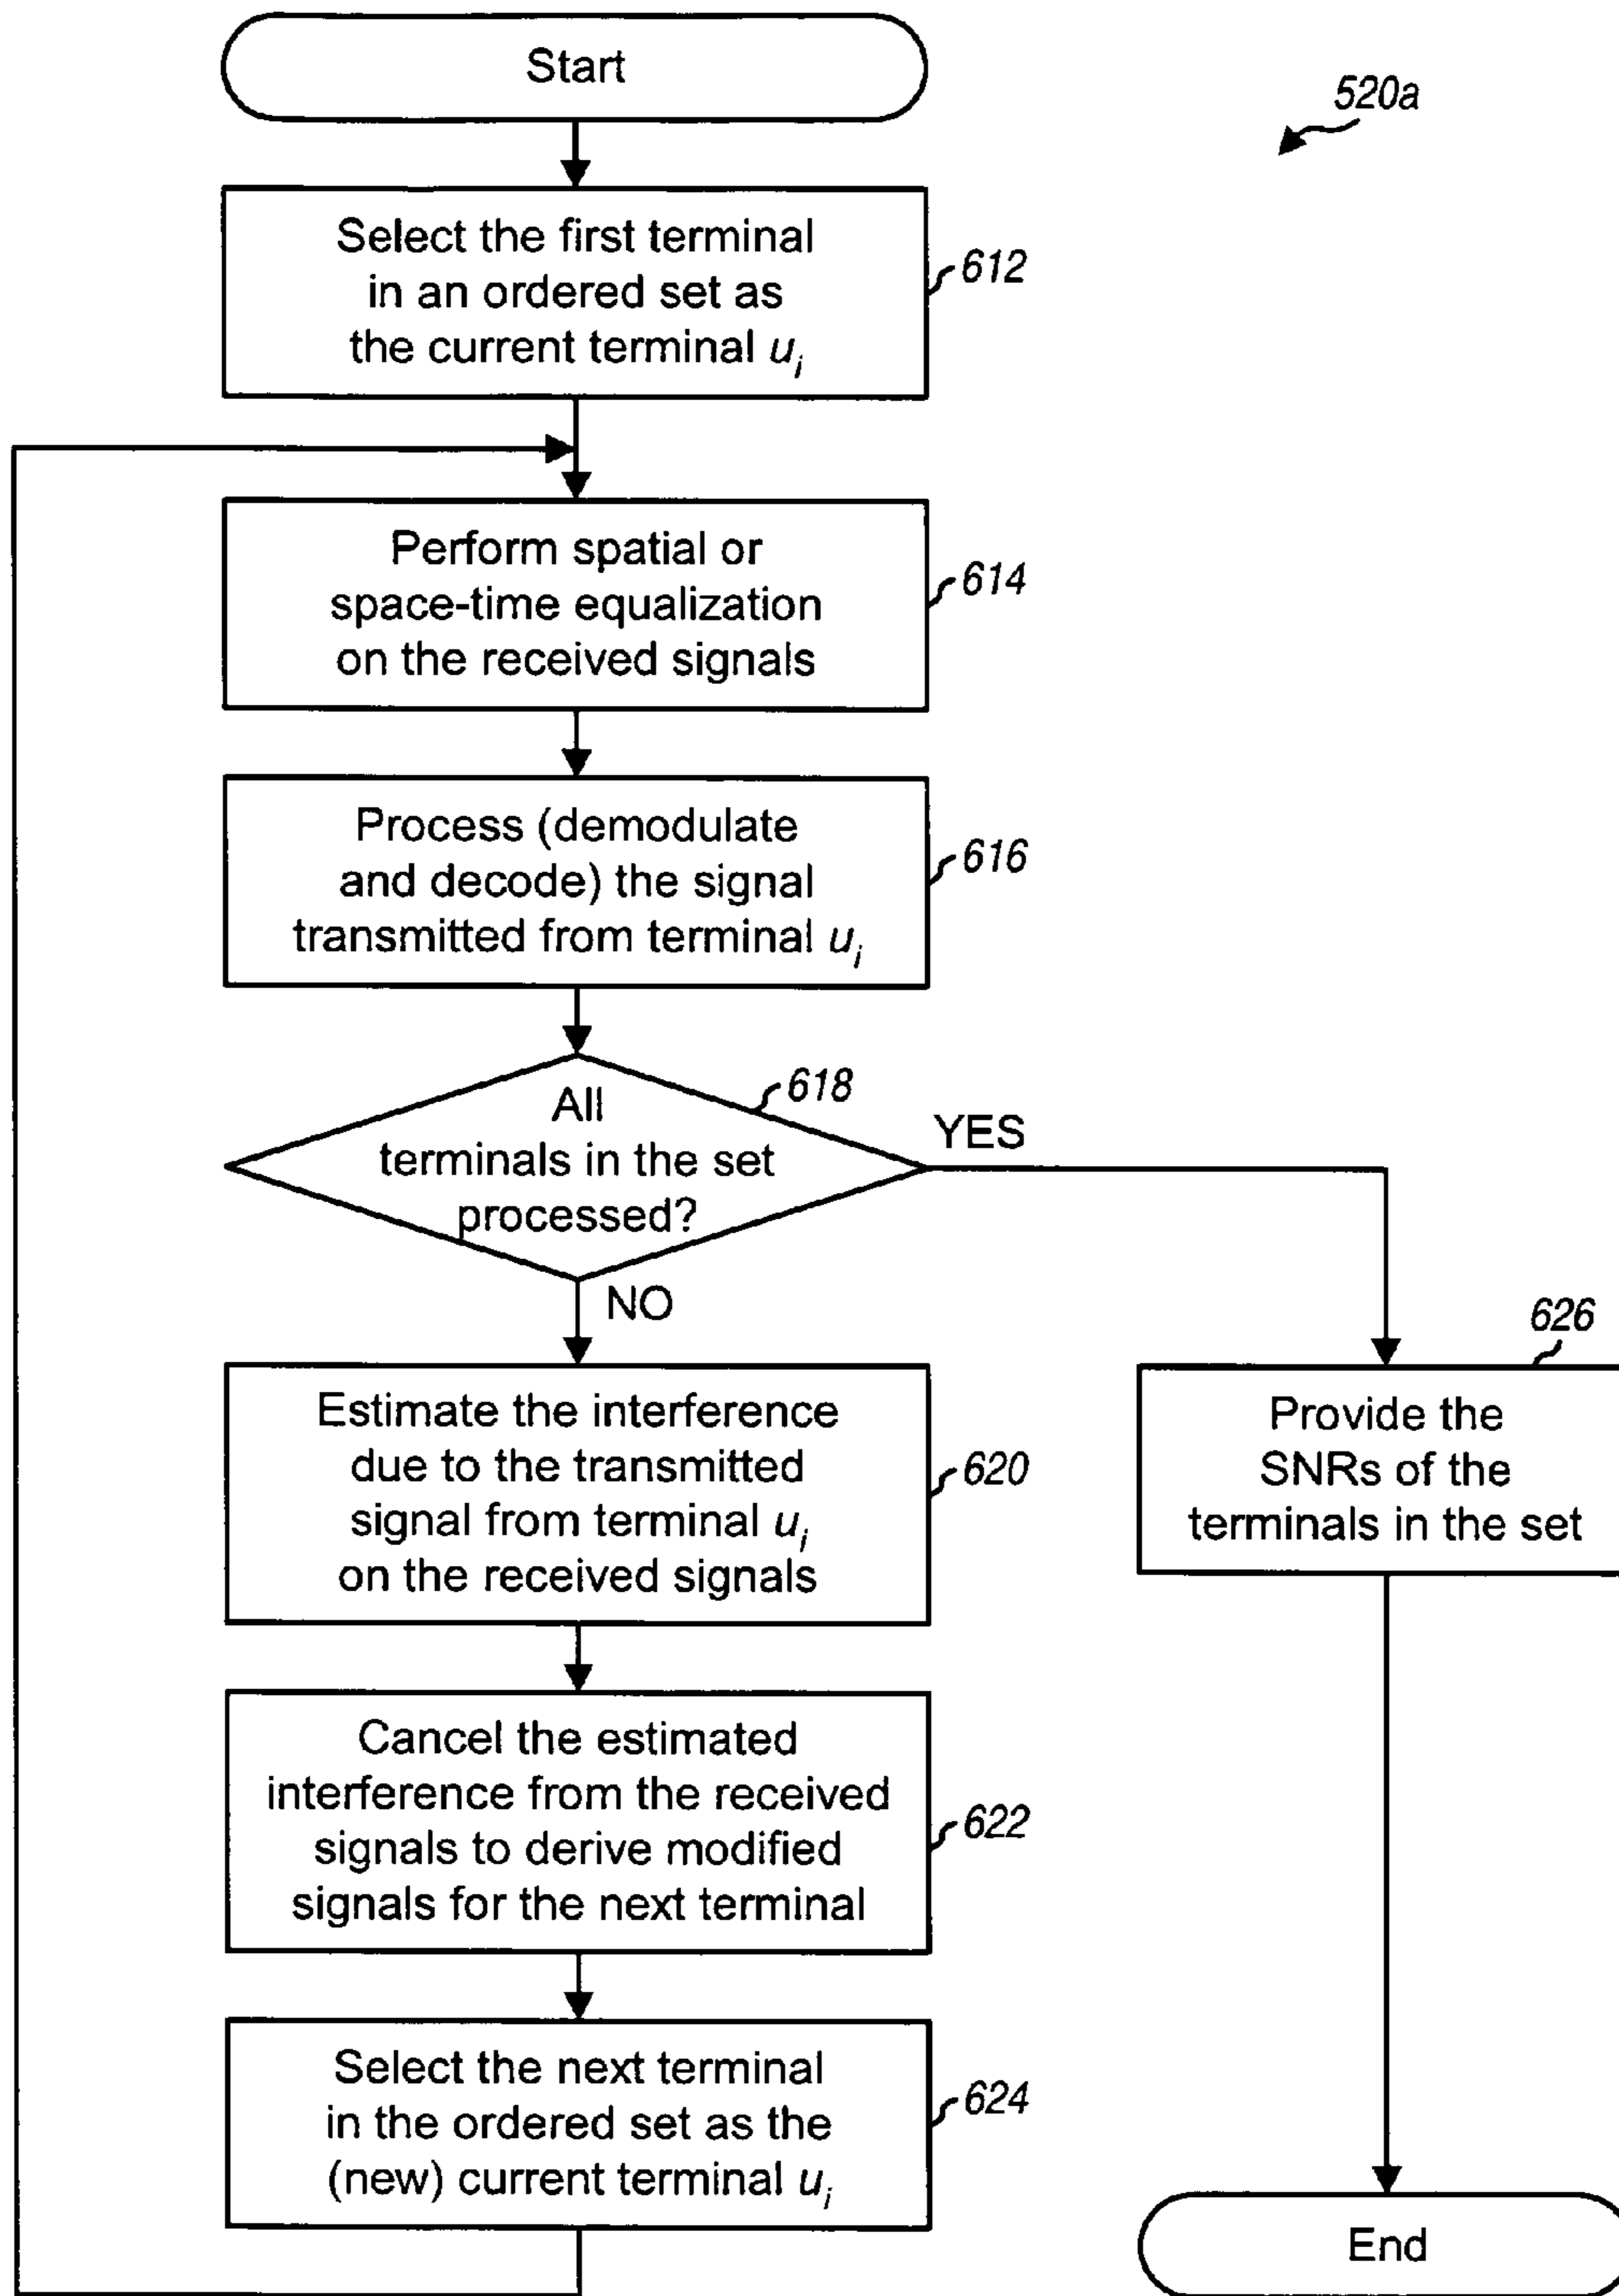 Start
520a
Select the first terminal
in an ordered set as
the current terminal uᵢ
612
Perform spatial or
space-time equalization
on the received signals
614
Process (demodulate
and decode) the signal
transmitted from terminal uᵢ
616
All
terminals in the set
processed?
618
YES
NO
Estimate the interference
due to the transmitted
signal from terminal uᵢ
on the received signals
620
626
Provide the
SNRs of the
terminals in the set
Cancel the estimated
interference from the received
signals to derive modified
signals for the next terminal
622
Select the next terminal
in the ordered set as the
(new) current terminal uᵢ
624
End